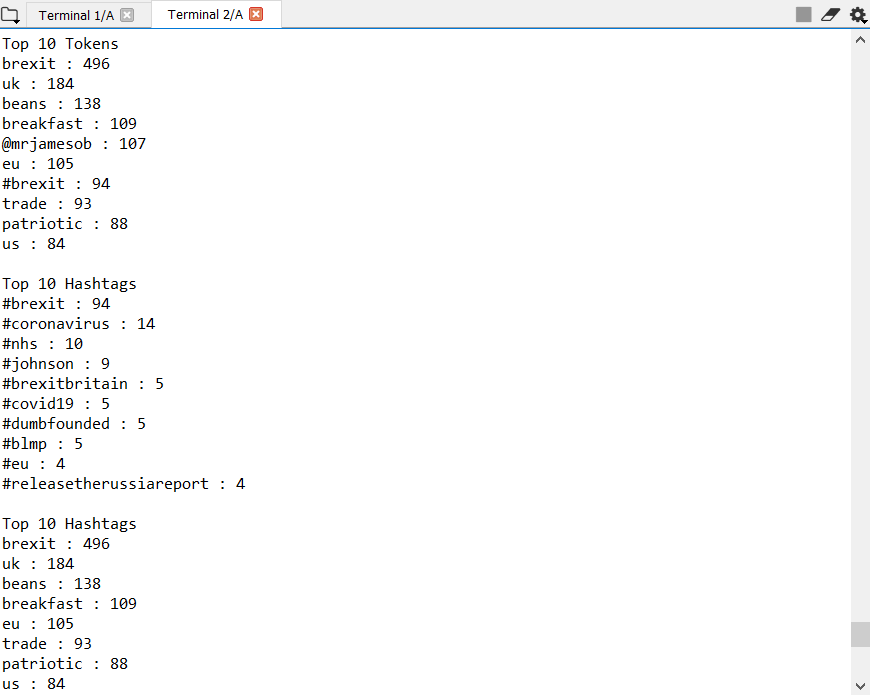 Terminal 1/A
Terminal 2/A
Top 10 Tokens
brexit : 496
uk : 184
beans : 138
breakfast : 109
@mrjamesob : 107
eu : 105
#brexit : 94
trade : 93
patriotic : 88
us : 84
Top 10 Hashtags
#brexit : 94
#coronavirus : 14
#nhs : 10
#johnson : 9
#brexitbritain : 5
#covid19 : 5
#dumbfounded : 5
#blmp : 5
#eu : 4
#releasetherussiareport : 4
Top 10 Hashtags
brexit : 496
uk : 184
beans : 138
breakfast : 109
eu : 105
trade : 93
patriotic : 88
us : 84